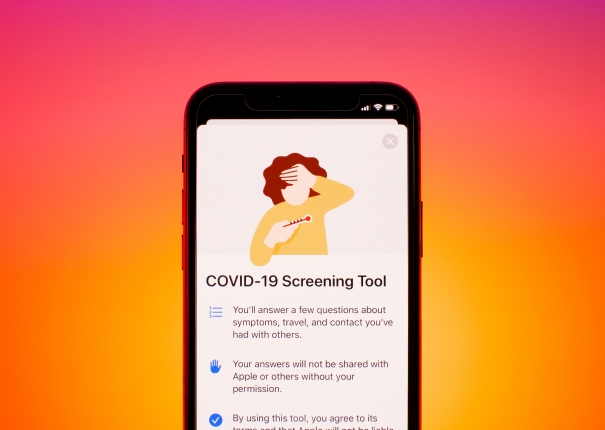 COVID-19 Screening Tool
You'll answer a few questions about
symptoms, travel, and contact you've
had with others.
Your answers will not be shared with
Apple or others without your
permission.
By using this tool, you agree to its
terms and that Apple will not be liable